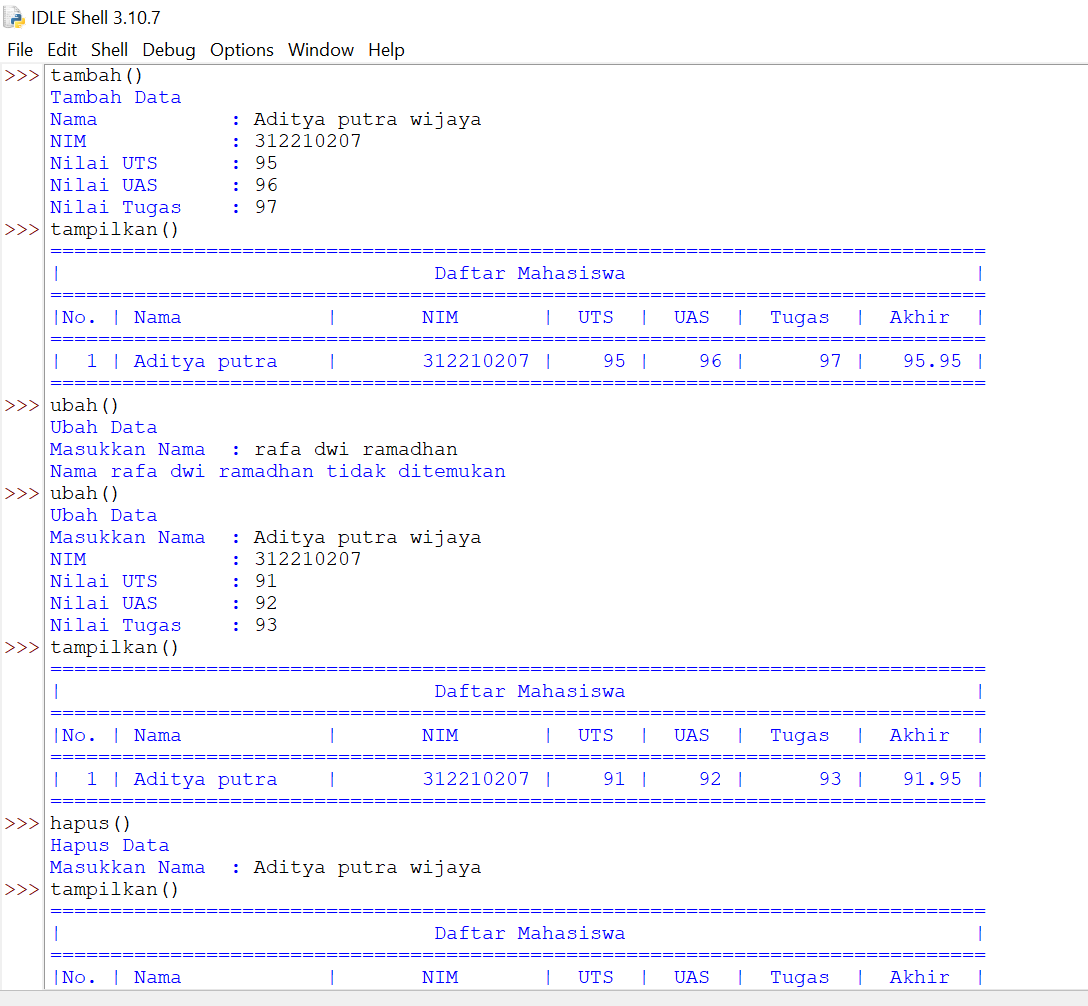 IDLE Shell 3.10.7
File Edit Shell Debug Options Window Help
>>> tambah()
Tambah Data
Nama : Aditya putra wijaya
NIM : 312210207
Nilai UTS : 95
Nilai UAS : 96
Nilai Tugas : 97
>>> tampilkan()
==============================================================================
| Daftar Mahasiswa |
==============================================================================
|No. | Nama | NIM | UTS | UAS | Tugas | Akhir |
==============================================================================
| 1 | Aditya putra | 312210207 | 95 | 96 | 97 | 95.95 |
==============================================================================
>>> ubah()
Ubah Data
Masukkan Nama : rafa dwi ramadhan
Nama rafa dwi ramadhan tidak ditemukan
>>> ubah()
Ubah Data
Masukkan Nama : Aditya putra wijaya
NIM : 312210207
Nilai UTS : 91
Nilai UAS : 92
Nilai Tugas : 93
>>> tampilkan()
==============================================================================
| Daftar Mahasiswa |
==============================================================================
|No. | Nama | NIM | UTS | UAS | Tugas | Akhir |
==============================================================================
| 1 | Aditya putra | 312210207 | 91 | 92 | 93 | 91.95 |
==============================================================================
>>> hapus()
Hapus Data
Masukkan Nama : Aditya putra wijaya
>>> tampilkan()
==============================================================================
| Daftar Mahasiswa |
==============================================================================
|No. | Nama | NIM | UTS | UAS | Tugas | Akhir |